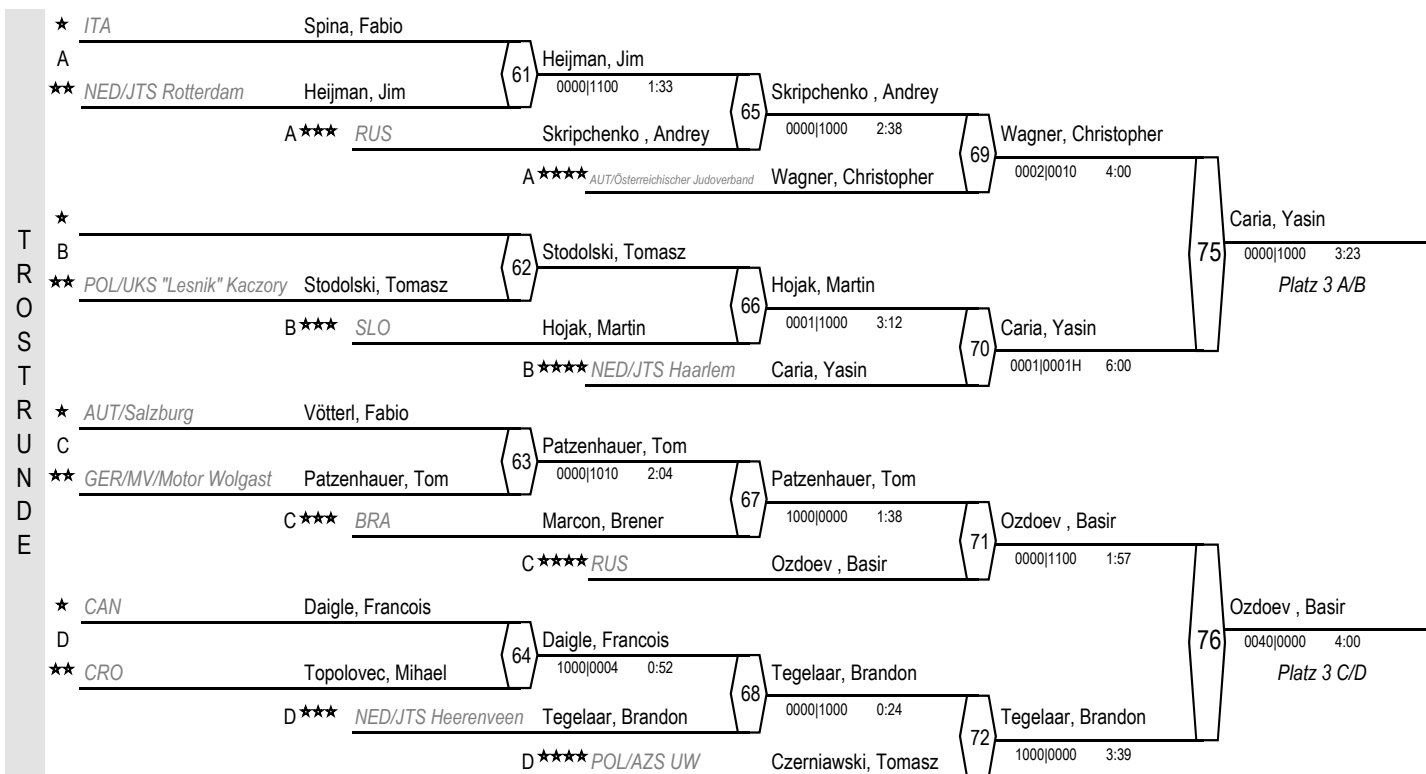 ★ ITA Spina, Fabio
A
61 Heijman, Jim
0000|1100 1:33
★★ NED/JTS Rotterdam Heijman, Jim
65 Skripchenko , Andrey
0000|1000 2:38
A ★★★ RUS Skripchenko , Andrey
69 Wagner, Christopher
0002|0010 4:00
A ★★★★ AUT/Österreichischer Judoverband Wagner, Christopher
★
B
62 Stodolski, Tomasz
★★ POL/UKS "Lesnik" Kaczory Stodolski, Tomasz
66 Hojak, Martin
0001|1000 3:12
B ★★★ SLO Hojak, Martin
70 Caria, Yasin
0001|0001H 6:00
B ★★★★ NED/JTS Haarlem Caria, Yasin
75 Caria, Yasin
0000|1000 3:23
Platz 3 A/B
TROSTRUNDE
★ AUT/Salzburg Vötterl, Fabio
C
63 Patzenhauer, Tom
0000|1010 2:04
★★ GER/MV/Motor Wolgast Patzenhauer, Tom
67 Patzenhauer, Tom
1000|0000 1:38
C ★★★ BRA Marcon, Brener
71 Ozdoev , Basir
0000|1100 1:57
C ★★★★ RUS Ozdoev , Basir
★ CAN Daigle, Francois
D
64 Daigle, Francois
1000|0004 0:52
★★ CRO Topolovec, Mihael
68 Tegelaar, Brandon
0000|1000 0:24
D ★★★ NED/JTS Heerenveen Tegelaar, Brandon
72 Tegelaar, Brandon
1000|0000 3:39
D ★★★★ POL/AZS UW Czerniawski, Tomasz
76 Ozdoev , Basir
0040|0000 4:00
Platz 3 C/D